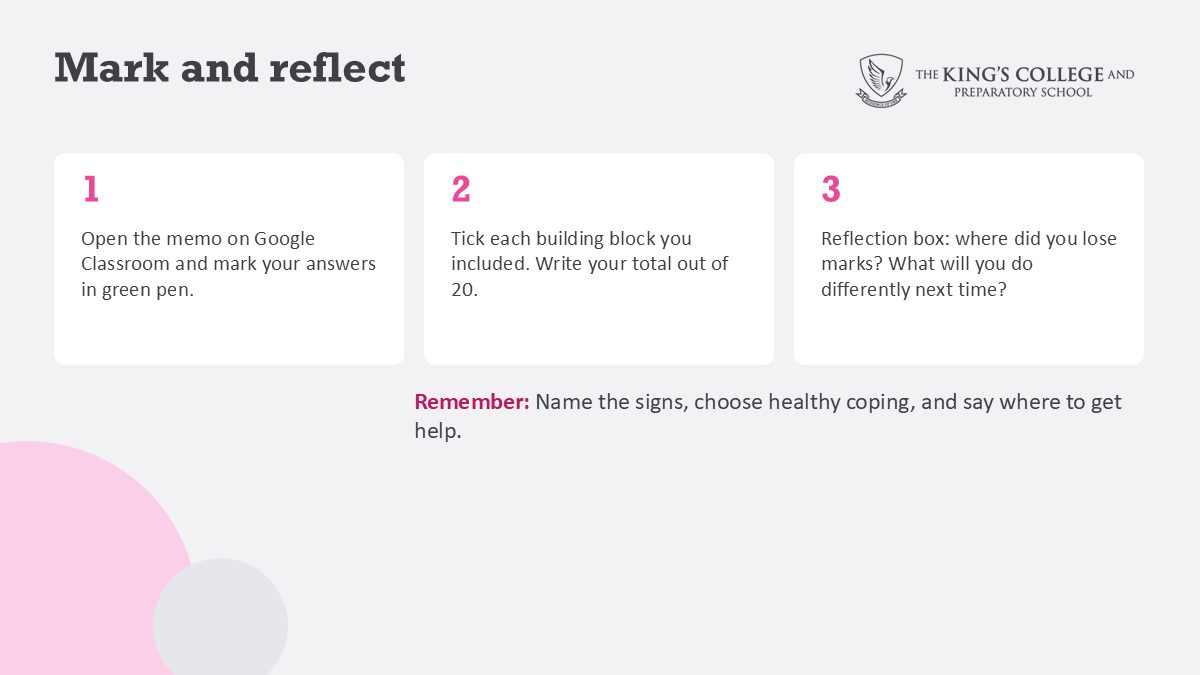 Mark and reflect
THE KING'S COLLEGE AND
PREPARATORY SCHOOL
1
Open the memo on Google
Classroom and mark your answers
in green pen.
2
Tick each building block you
included. Write your total out of
20.
3
Reflection box: where did you lose
marks? What will you do
differently next time?
Remember: Name the signs, choose healthy coping, and say where to get
help.